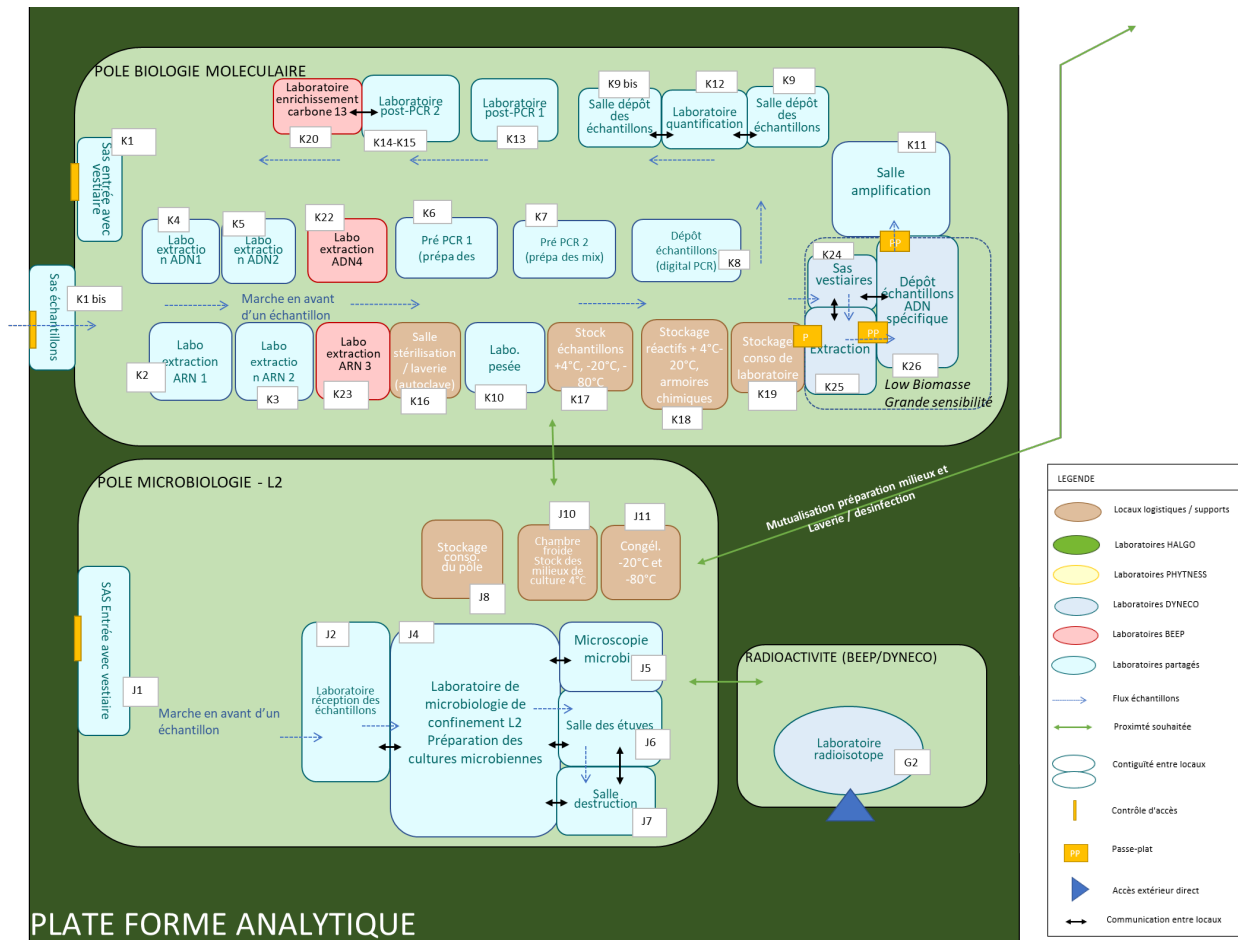 POLE BIOLOGIE MOLECULAIRE
Laboratoire
enrichissement
carbone 13
K20
Laboratoire
post-PCR 2
K14-K15
Laboratoire
post-PCR 1
K13
K9 bis
Salle dépôt
des
échantillons
K12
Laboratoire
quantification
K9
Salle dépôt
des
échantillons
K11
Salle
amplification
K1
Sas entrée avec
vestiaire
K4
Labo
extractio
n ADN1
K5
Labo
extractio
n ADN2
K22
Labo
extraction
ADN4
K6
Pré PCR 1
(prépa des
K7
Pré PCR 2
(prépa des mix)
Dépôt
échantillons
(digital PCR)
K8
PP
K24
Sas
vestiaires
Dépôt
échantillons
ADN
spécifique
K26
K1 bis
Sas échantillons
Marche en avant
d'un échantillon
Labo
extraction
ARN 1
K2
Labo
extractio
n ARN 2
K3
Labo
extraction
ARN 3
K23
Salle
stérilisation
/ laverie
(autoclave)
K16
Labo.
pesée
K10
Stock
échantillons
+4°C, -20°C, -
80°C
K17
Stockage
réactifs + 4°C-
20°C,
armoires
chimiques
K18
Stockage
conso de
laboratoire
K19
P
PP
Extraction
K25
Low Biomasse
Grande sensibilité
POLE MICROBIOLOGIE - L2
Mutualisation préparation milieux et
Laverie / desinfection
Stockage
conso.
du pôle
J8
J10
Chambre
froide
Stock des
milieux de
culture 4°C
J11
Congél.
-20°C et
-80°C
SAS Entrée avec
vestiaire
J1
Marche en avant d'un
échantillon
J2
Laboratoire
réception des
échantillons
J4
Laboratoire de
microbiologie de
confinement L2
Préparation des
cultures microbiennes
Microscopie
microbi
J5
Salle des étuves
J6
Salle
destruction
J7
RADIOACTIVITE (BEEP/DYNECO)
Laboratoire
radioisotope
G2
LEGENDE
Locaux logistiques / supports
Laboratoires HALGO
Laboratoires PHYTNESS
Laboratoires DYNECO
Laboratoires BEEP
Laboratoires partagés
Flux échantillons
Proximté souhaitée
Contiguïté entre locaux
Contrôle d'accès
PP
Passe-plat
Accès extérieur direct
Communication entre locaux
PLATE FORME ANALYTIQUE